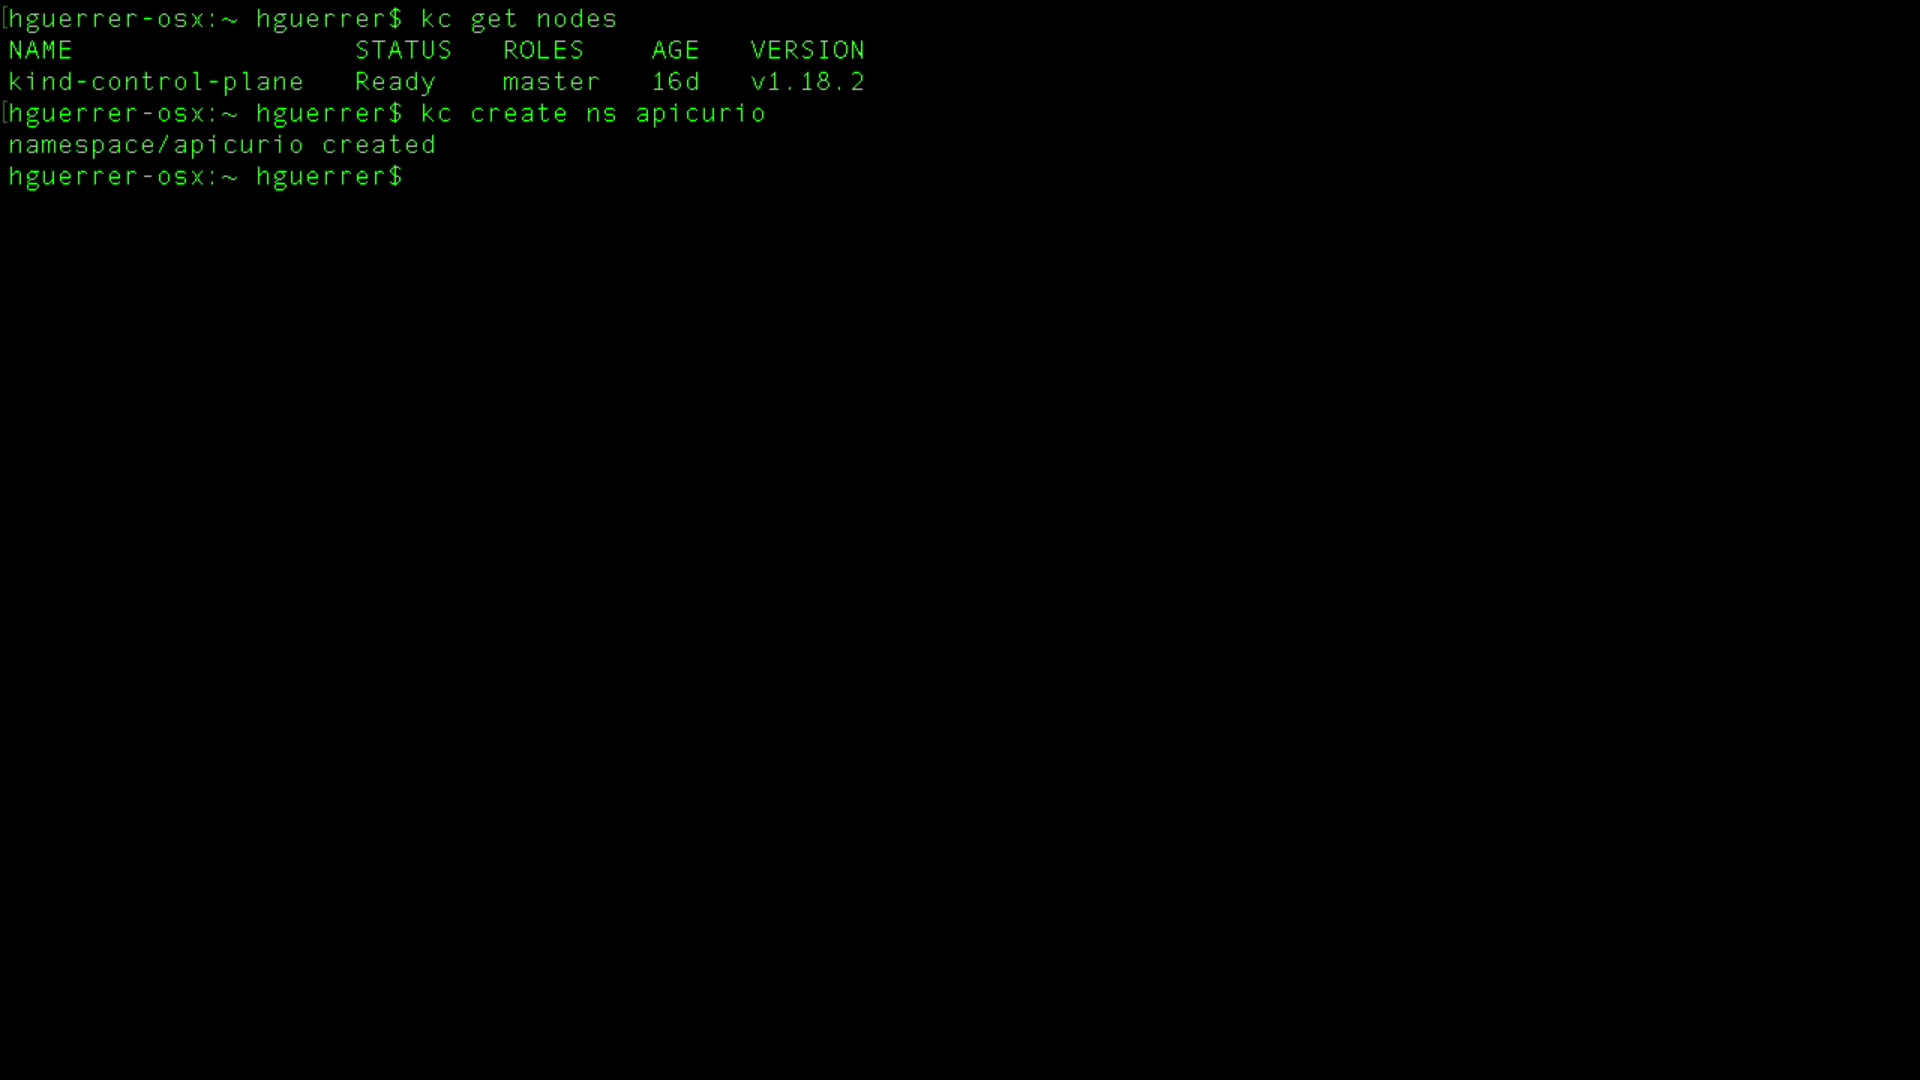 [hguerrer-osx:~ hguerrer$ kc get nodes
NAME                 STATUS   ROLES    AGE   VERSION
kind-control-plane   Ready    master   16d   v1.18.2
[hguerrer-osx:~ hguerrer$ kc create ns apicurio
namespace/apicurio created
hguerrer-osx:~ hguerrer$